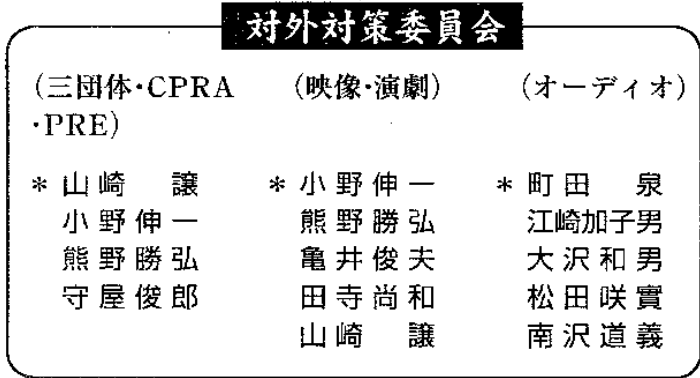 対外対策委員会
(三団体・CPRA
・PRE)
＊山崎　譲
小野伸一
熊野勝弘
守屋俊郎
(映像・演劇)
＊小野伸一
熊野勝弘
亀井俊夫
田寺尚和
山崎　譲
(オーディオ)
＊町田　泉
江崎加子男
大沢和男
松田咲實
南沢道義